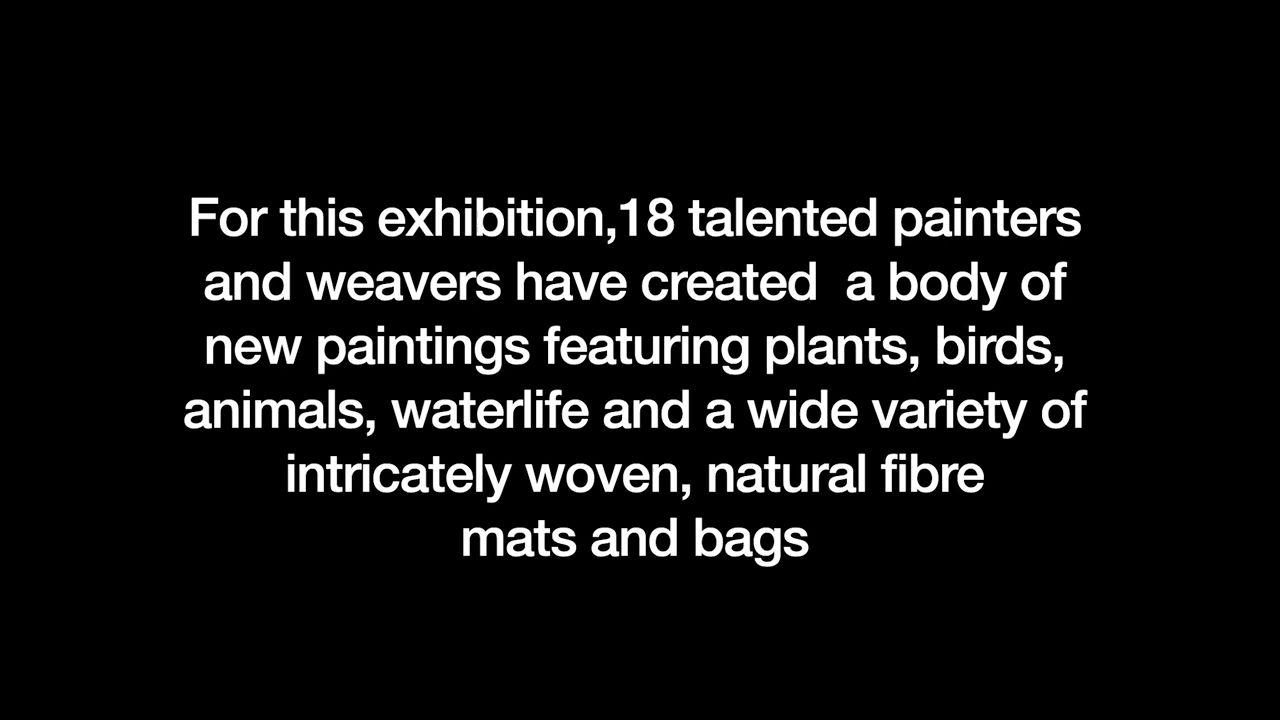 For this exhibition,18 talented painters
and weavers have created  a body of
new paintings featuring plants, birds,
animals, waterlife and a wide variety of
intricately woven, natural fibre
mats and bags